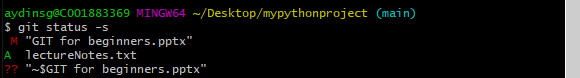 aydinsg@C001883369 MINGW64 ~/Desktop/mypythonproject (main)
$ git status -s
 M "GIT for beginners.pptx"
A  lectureNotes.txt
?? "~$GIT for beginners.pptx"